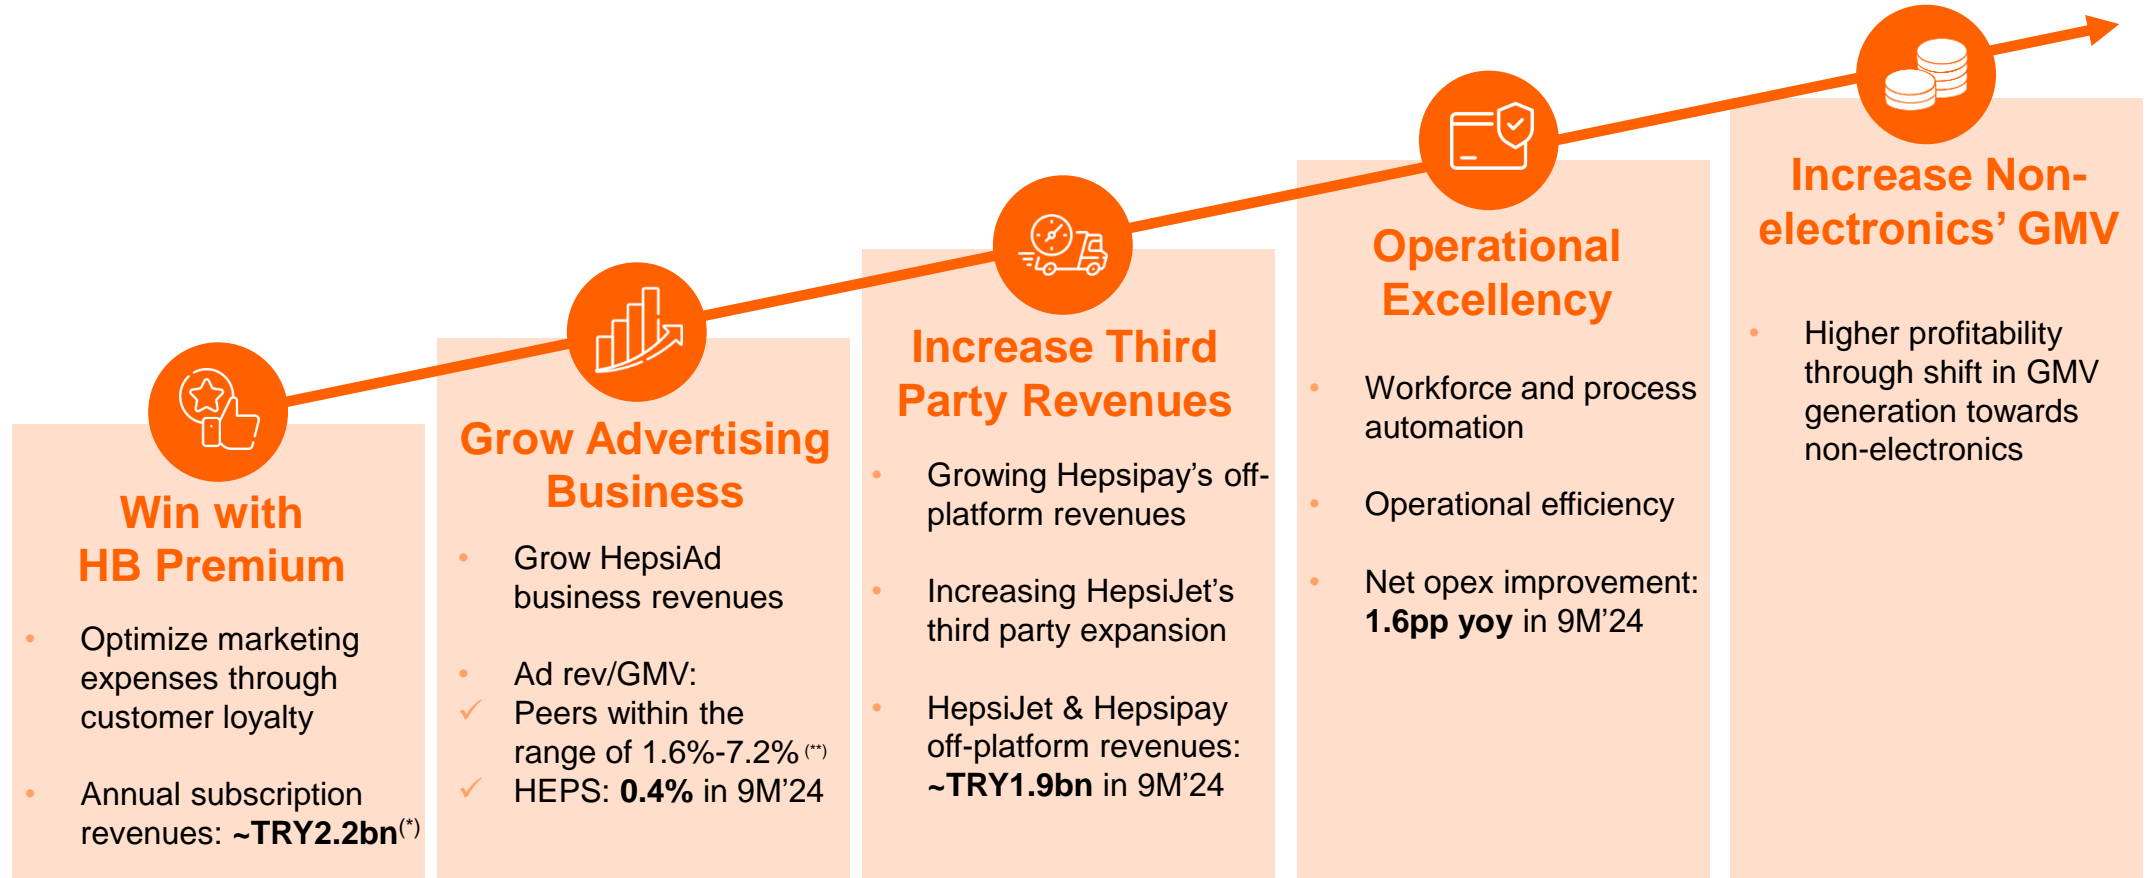 Win with
HB Premium
Optimize marketing
expenses through
customer loyalty
Annual subscription
revenues: ~TRY2.2bn(*)
Grow Advertising
Business
Grow HepsiAd
business revenues
Ad rev/GMV:
Peers within the
range of 1.6%-7.2% (**)
HEPS: 0.4% in 9M’24
Increase Third
Party Revenues
Growing Hepsipay’s off-
platform revenues
Increasing HepsiJet’s
third party expansion
HepsiJet & Hepsipay
off-platform revenues:
~TRY1.9bn in 9M’24
Operational
Excellency
Workforce and process
automation
Operational efficiency
Net opex improvement:
1.6pp yoy in 9M’24
Increase Non-
electronics’ GMV
Higher profitability
through shift in GMV
generation towards
non-electronics